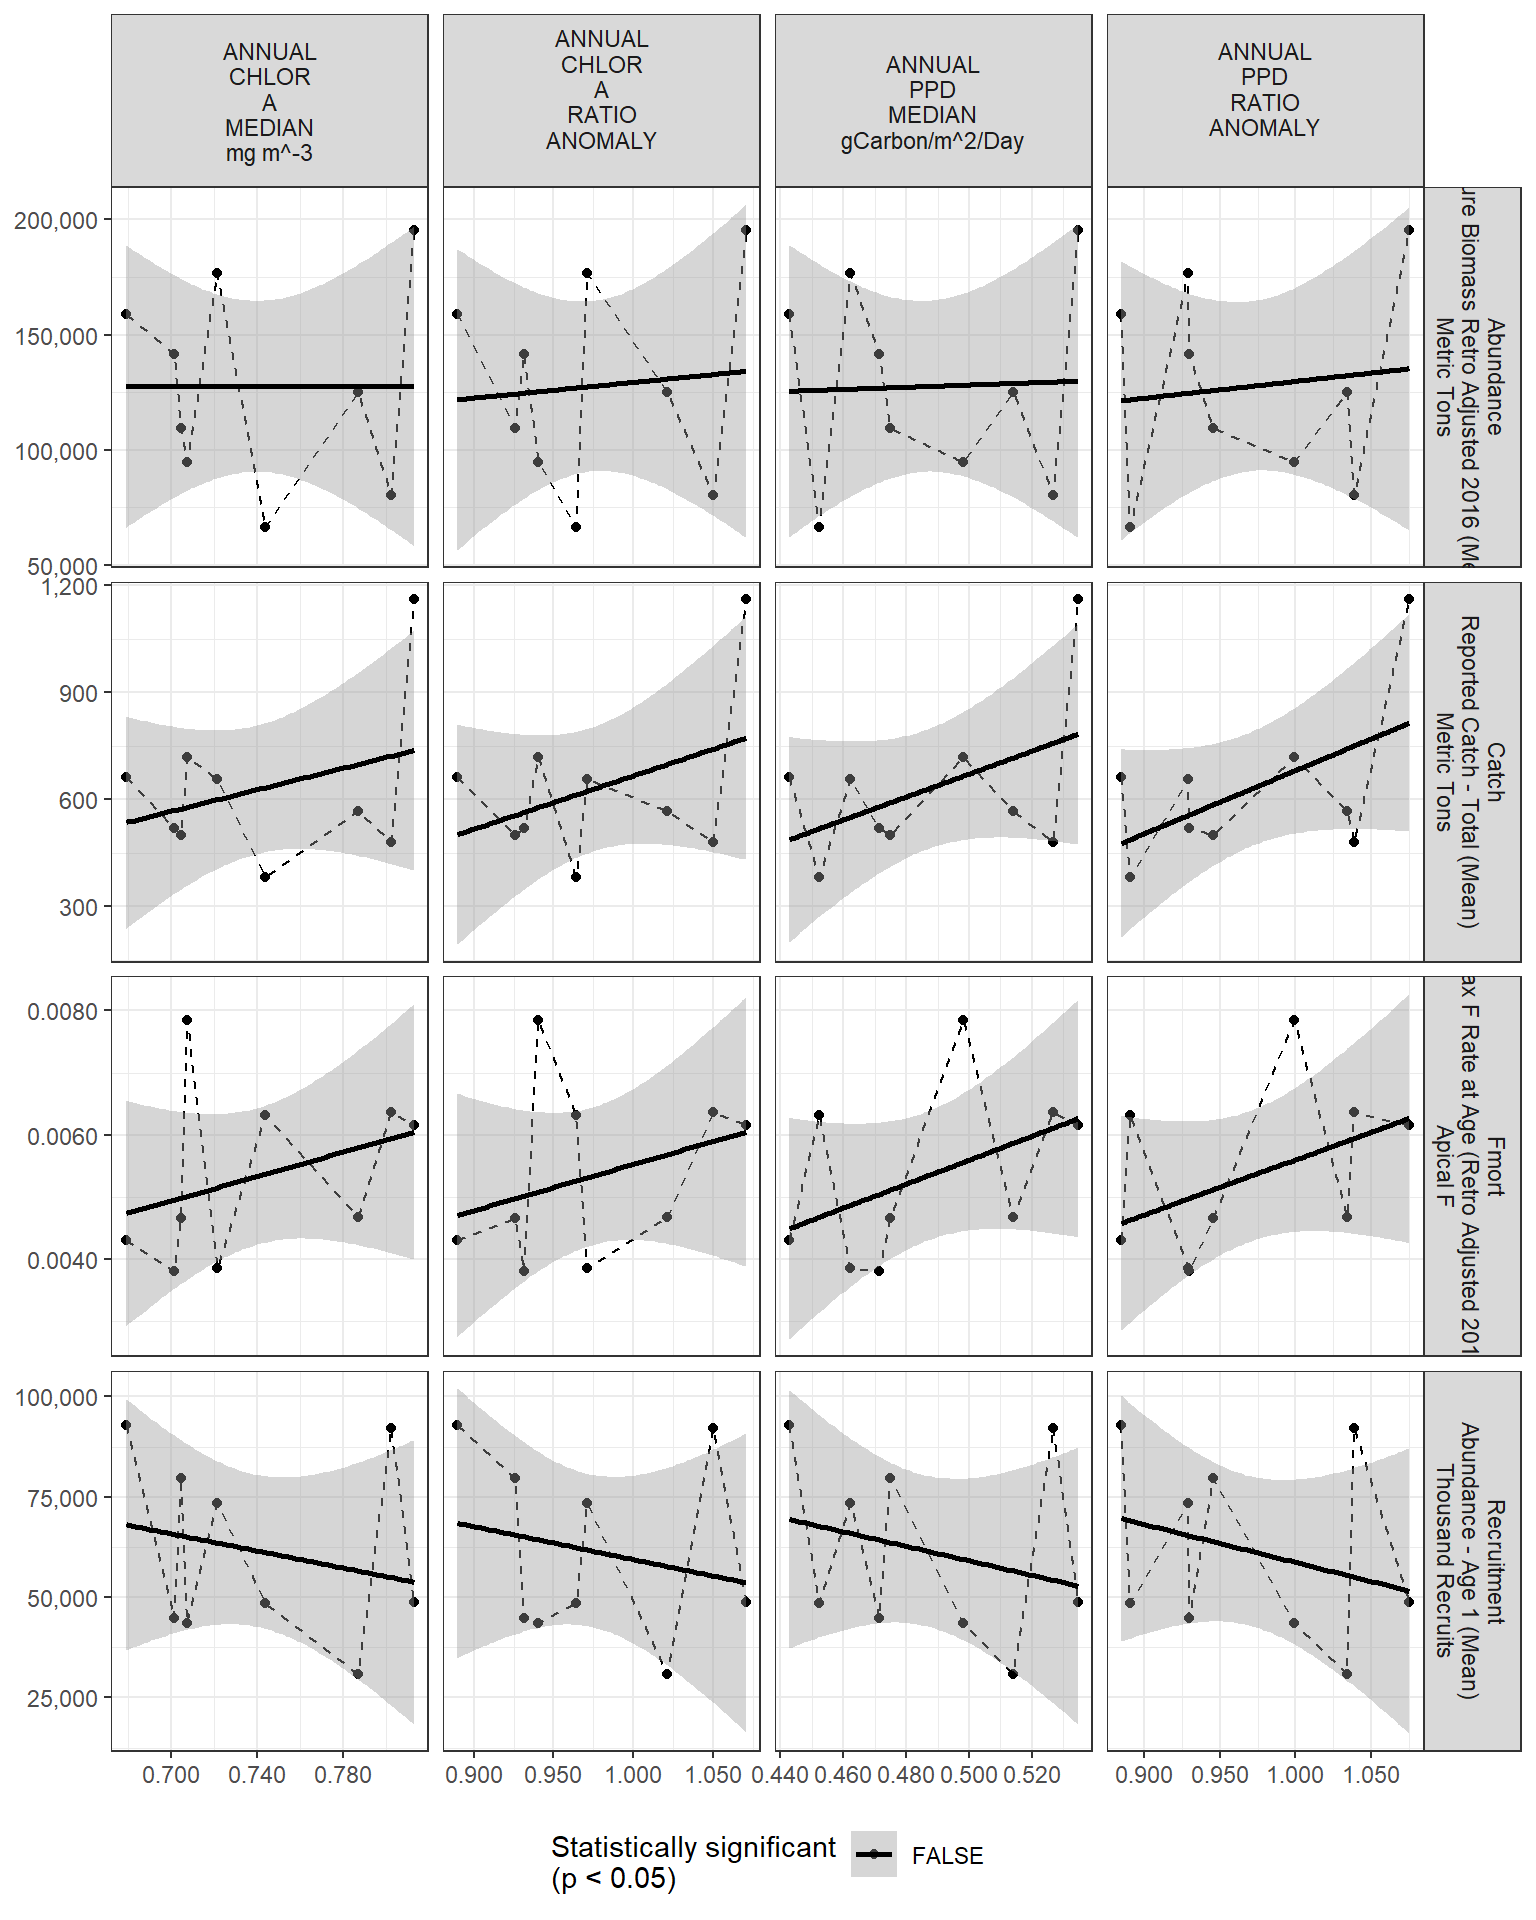 ANNUAL
CHLOR
A
MEDIAN
mg m^-3
ANNUAL
CHLOR
A
RATIO
ANOMALY
ANNUAL
PPD
MEDIAN
gCarbon/m^2/Day
ANNUAL
PPD
RATIO
ANOMALY
200,000
150,000
100,000
50,000
Abundance
Biomass Retro Adjusted 2016
Metric Tons
1,200
900
600
300
Catch
Reported Catch - Total (Mean)
Metric Tons
0.0080
0.0060
0.0040
Fmort
F Rate at Age (Retro Adjusted
Apical F
100,000
75,000
50,000
25,000
Recruitment
Abundance - Age 1 (Mean)
Thousand Recruits
0.700 0.740 0.780
0.900 0.950 1.000 1.050
0.440 0.460 0.480 0.500 0.520
0.900 0.950 1.000 1.050
Statistically significant
(p < 0.05)
FALSE